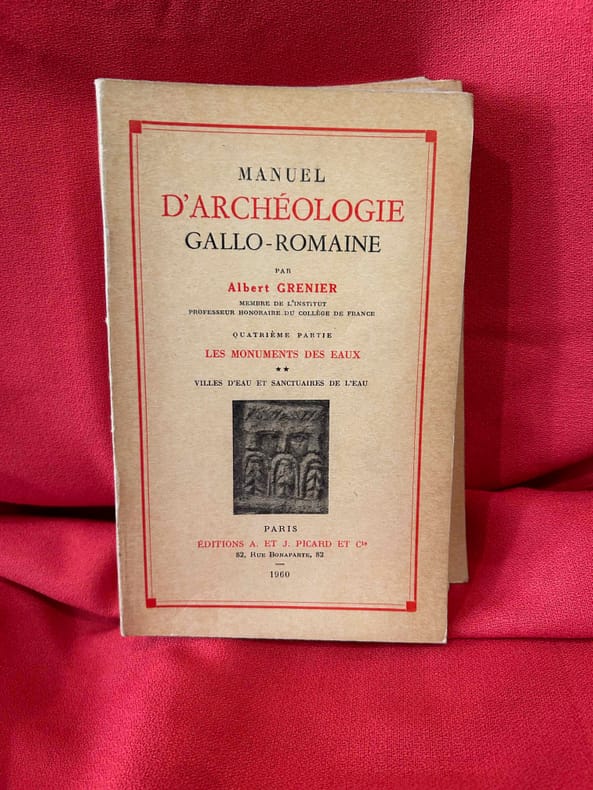 MANUEL
D'ARCHÉOLOGIE
GALLO-ROMAINE
PAR
Albert GRENIER
MEMBRE DE L'INSTITUT
PROFESSEUR HONORAIRE DU COLLÈGE DE FRANCE
QUATRIÈME PARTIE
LES MONUMENTS DES EAUX
★★
VILLES D'EAU ET SANCTUAIRES DE L'EAU
PARIS
ÉDITIONS A. ET J. PICARD ET Cie
82, RUE BONAPARTE, 82
1960